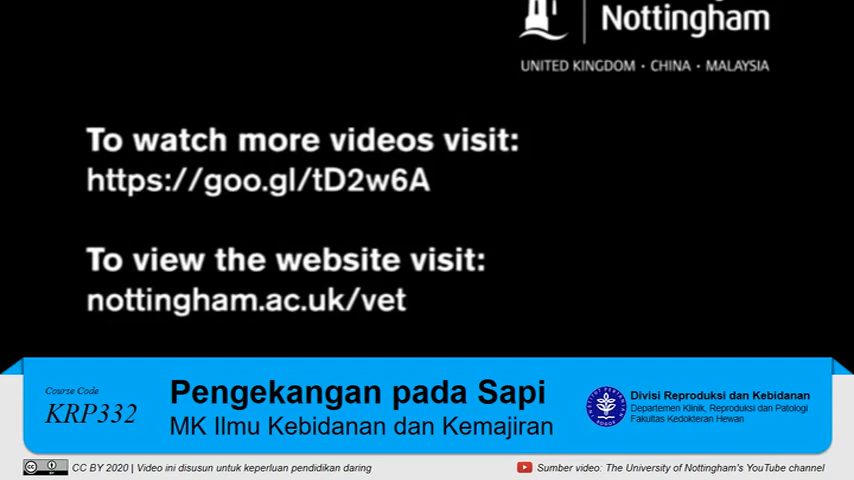 Nottingham
UNITED KINGDOM • CHINA • MALAYSIA
To watch more videos visit:
https://goo.gl/tD2w6A
To view the website visit:
nottingham.ac.uk/vet
Course Code
KRP332
Pengekangan pada Sapi
MK Ilmu Kebidanan dan Kemajiran
INSTITUT PERTANIAN BOGOR
Divisi Reproduksi dan Kebidanan
Departemen Klinik, Reproduksi dan Patologi
Fakultas Kedokteran Hewan
CC BY 2020 | Video ini disusun untuk keperluan pendidikan daring
Sumber video: The University of Nottingham's YouTube channel